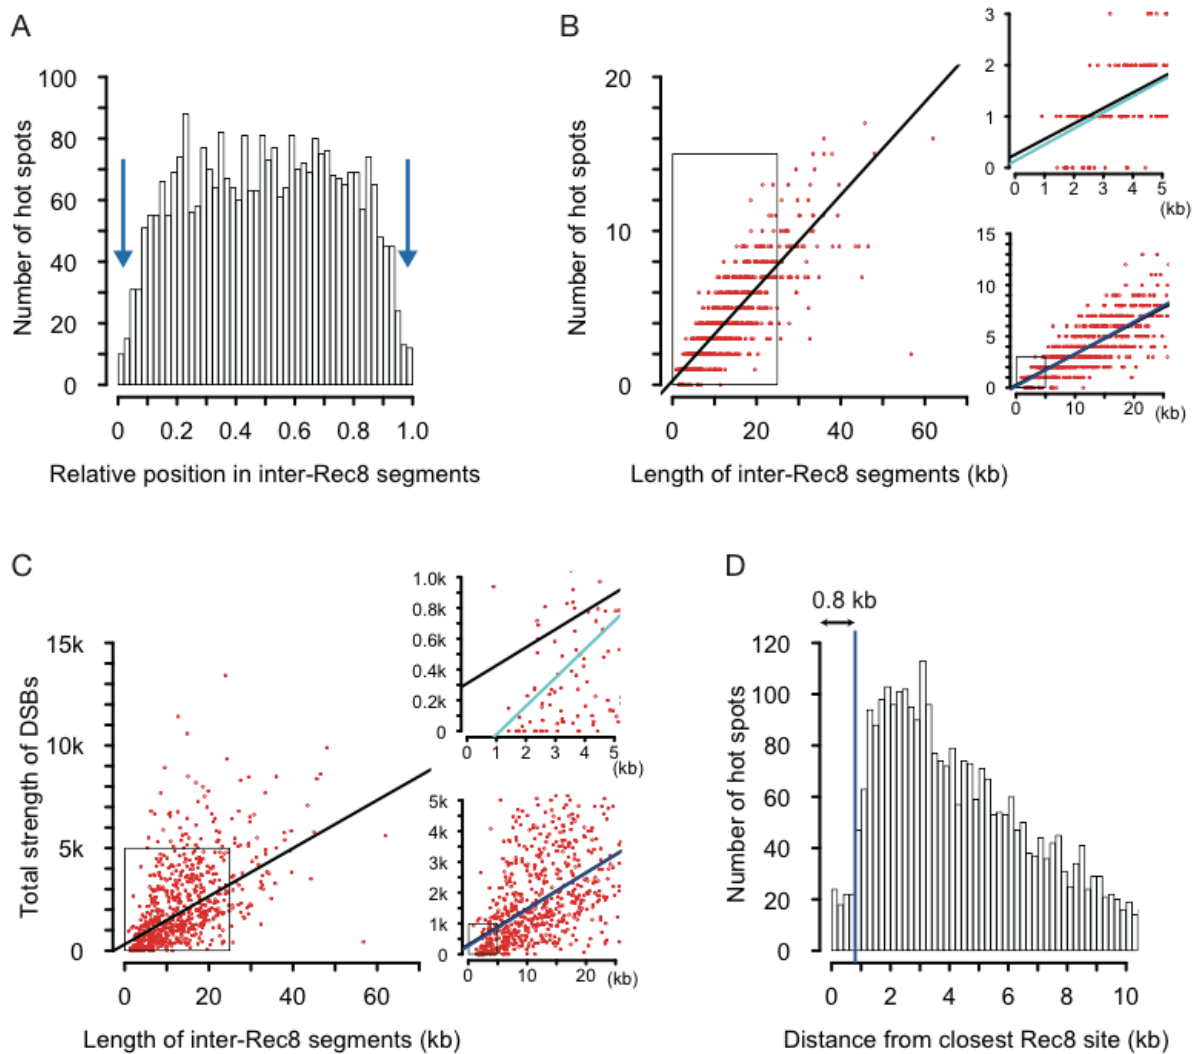 A
Number of hot spots
100
80
60
40
20
0
0 0.2 0.4 0.6 0.8 1.0
Relative position in inter-Rec8 segments
B
Number of hot spots
20
10
0
0 20 40 60
Length of inter-Rec8 segments (kb)
3
2
1
0
0 1 2 3 4 5
(kb)
15
10
5
0
0 10 20 (kb)
C
Total strength of DSBs
15k
10k
5k
0
0 20 40 60
Length of inter-Rec8 segments (kb)
1.0k
0.8k
0.6k
0.4k
0.2k
0
0 1 2 3 4 5
(kb)
5k
4k
3k
2k
1k
0
0 5 10 15 20 25
(kb)
D
0.8 kb
Number of hot spots
120
100
80
60
40
20
0
0 2 4 6 8 10
Distance from closest Rec8 site (kb)